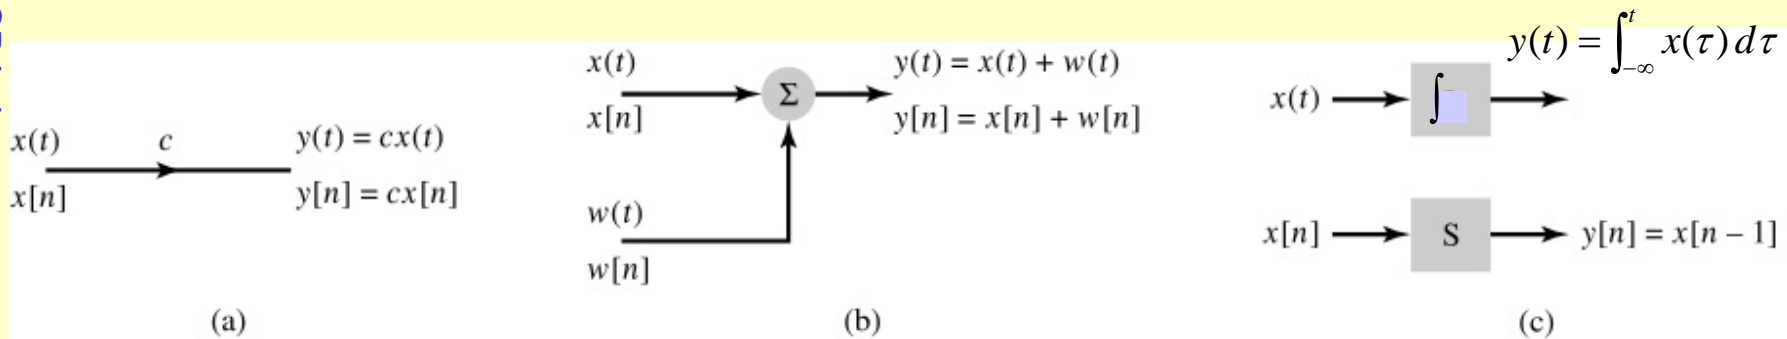 x(t)
c
y(t) = cx(t)
x[n]
y[n] = cx[n]
(a)
x(t)
Σ
y(t) = x(t) + w(t)
x[n]
y[n] = x[n] + w[n]
w(t)
w[n]
(b)
y(t) = ∫_{-∞}^{t} x(τ) dτ
x(t)
∫
x[n]
S
y[n] = x[n – 1]
(c)